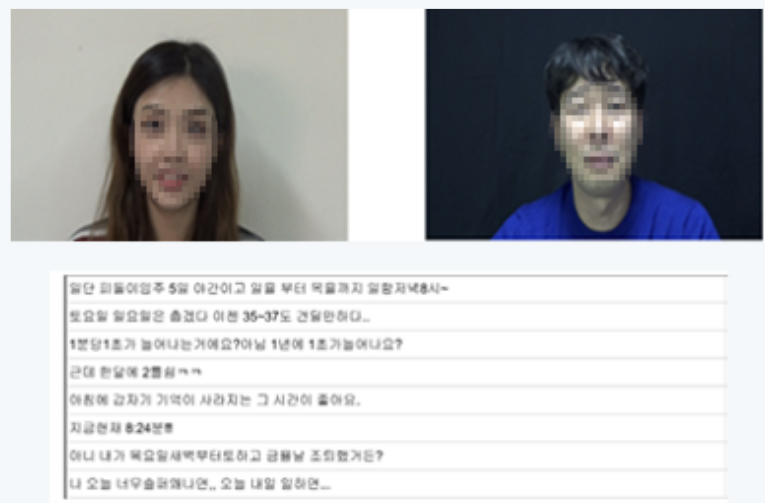 일단 피돌이임주 5일 야간이고 일욜 부터 목욜까지 일함저녁8시~
토요일 일요일은 춥겠다 이젠 35~37도 견딜만하다..
1분당1초가 늘어나는거에요?아님 1년에 1초가늘어나요?
근데 한달에 2틀쉼ㅋㅋ
아침에 갑자기 기억이 사라지는 그 시간이 좋아요.
지금현재 8:24분!!
아니 내가 목요일새벽부터토하고 금욜날 조퇴했거든?
나 오늘 너무슬퍼왜냐면,, 오늘 내일 일하면...